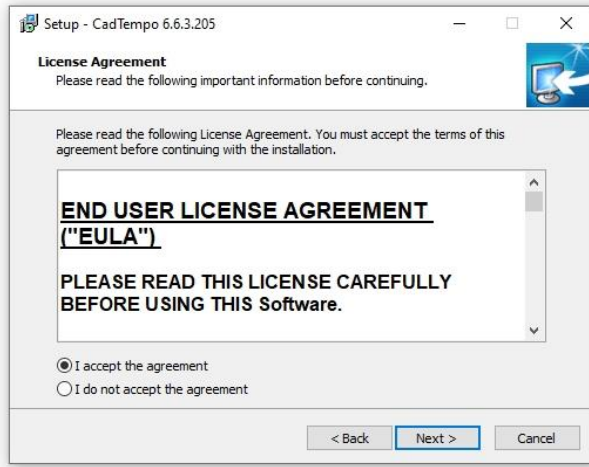 Setup - CadTempo 6.6.3.205
License Agreement
Please read the following important information before continuing.
Please read the following License Agreement. You must accept the terms of this
agreement before continuing with the installation.
END USER LICENSE AGREEMENT
("EULA")
PLEASE READ THIS LICENSE CAREFULLY
BEFORE USING THIS Software.
I accept the agreement
I do not accept the agreement
< Back Next > Cancel